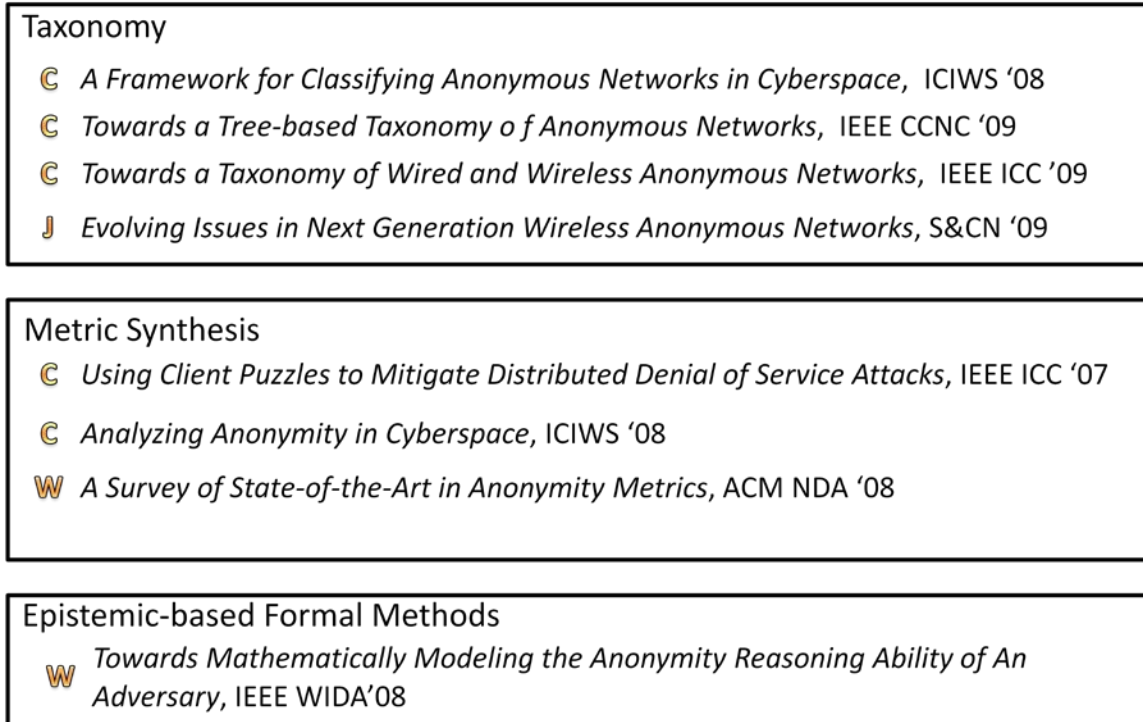 Taxonomy
C A Framework for Classifying Anonymous Networks in Cyberspace, ICIWS ‘08
C Towards a Tree-based Taxonomy o f Anonymous Networks, IEEE CCNC ‘09
C Towards a Taxonomy of Wired and Wireless Anonymous Networks, IEEE ICC ’09
J Evolving Issues in Next Generation Wireless Anonymous Networks, S&CN ‘09
Metric Synthesis
C Using Client Puzzles to Mitigate Distributed Denial of Service Attacks, IEEE ICC ‘07
C Analyzing Anonymity in Cyberspace, ICIWS ‘08
W A Survey of State-of-the-Art in Anonymity Metrics, ACM NDA ‘08
Epistemic-based Formal Methods
W Towards Mathematically Modeling the Anonymity Reasoning Ability of An
Adversary, IEEE WIDA’08